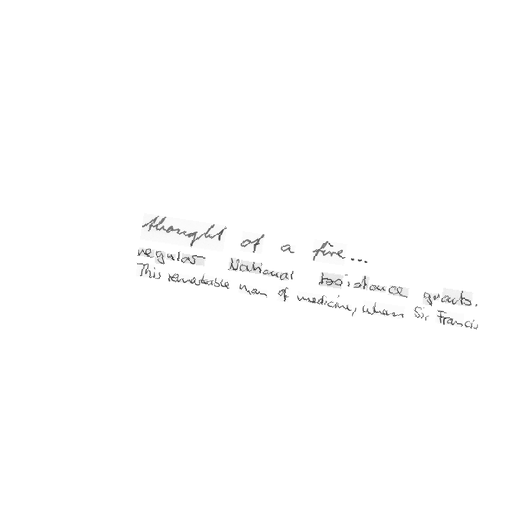 thought of a fire...
regular National Assistance grants.
This remarkable man of medicine, whom Sir Francis